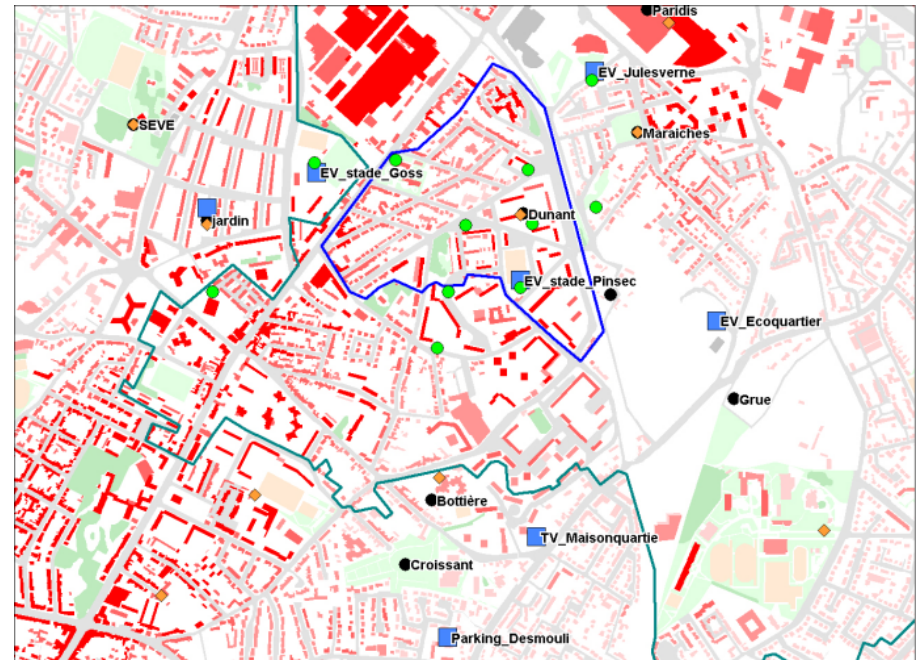 Paridis
EV_Julesverne
SEVE
Maraiches
EV_stade_Goss
jardin
Dunant
EV_stade_Pinsec
EV_Ecoquartier
Grue
Bottière
TV_Maisonquartie
Croissant
Parking_Desmouli